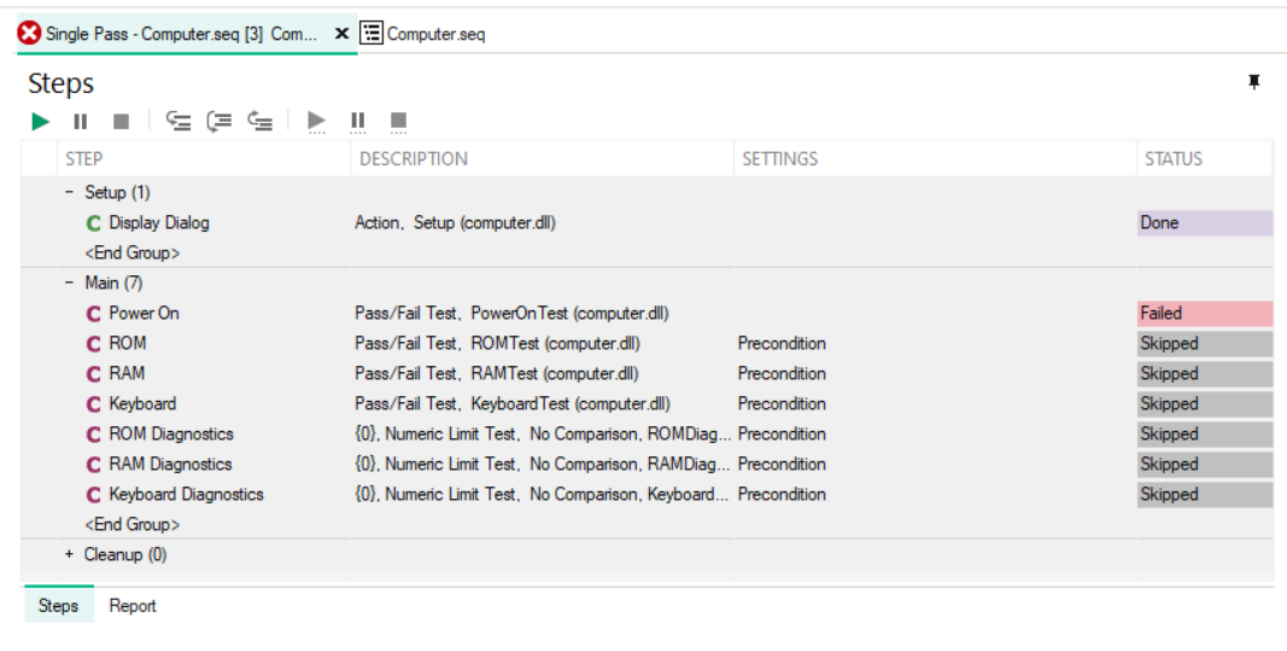 Single Pass - Computer.seq [3] Com... Computer.seq
Steps
STEP DESCRIPTION SETTINGS STATUS
- Setup (1)
C Display Dialog Action, Setup (computer.dll) Done
<End Group>
- Main (7)
C Power On Pass/Fail Test, PowerOnTest (computer.dll) Failed
C ROM Pass/Fail Test, ROMTest (computer.dll) Precondition Skipped
C RAM Pass/Fail Test, RAMTest (computer.dll) Precondition Skipped
C Keyboard Pass/Fail Test, KeyboardTest (computer.dll) Precondition Skipped
C ROM Diagnostics {0}, Numeric Limit Test, No Comparison, ROMDiag... Precondition Skipped
C RAM Diagnostics {0}, Numeric Limit Test, No Comparison, RAMDiag... Precondition Skipped
C Keyboard Diagnostics {0}, Numeric Limit Test, No Comparison, Keyboard... Precondition Skipped
<End Group>
+ Cleanup (0)
Steps Report